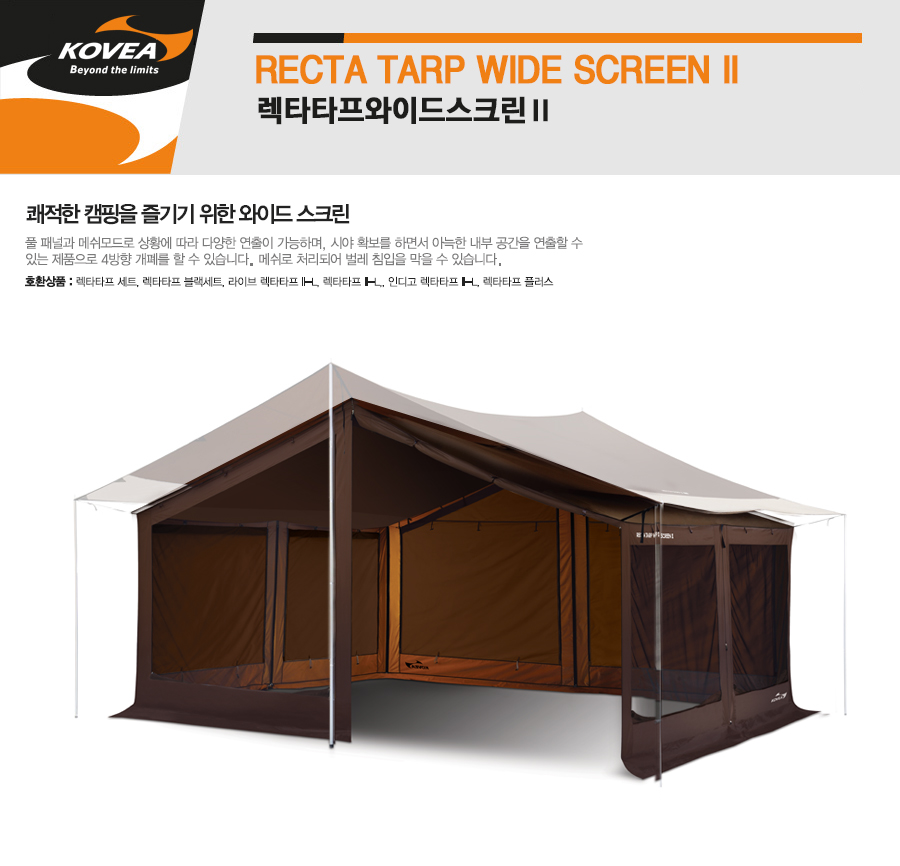 KOVEA
Beyond the limits
RECTA TARP WIDE SCREEN II
렉타타프와이드스크린 II
쾌적한 캠핑을 즐기기 위한 와이드 스크린
풀 패널과 메쉬모드로 상황에 따라 다양한 연출이 가능하며, 시야 확보를 하면서 아늑한 내부 공간을 연출할 수
있는 제품으로 4방향 개폐를 할 수 있습니다. 메쉬로 처리되어 벌레 침입을 막을 수 있습니다.
호환상품 : 렉타타프 세트, 렉타타프 블랙세트, 라이브 렉타타프 II-L, 렉타타프 II-L, 인디고 렉타타프 II-L, 렉타타프 플러스
KOVEA
KOVEA